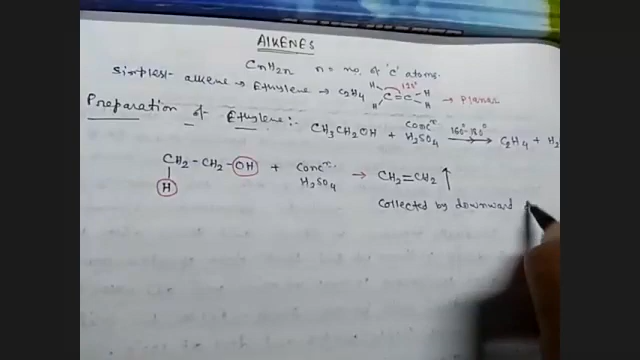 ALKENES
CnH2n n = no. of 'C' atoms.
Simplest- alkene → Ethylene → C2H4 H H C=C H H 120° → Planar
Preparation of Ethylene:- CH3CH2OH + Conc. H2SO4 160°-180° → C2H4 + H2
CH2 - CH2 - OH + Conc. H2SO4 → CH2=CH2 ↑
H
Collected by downward